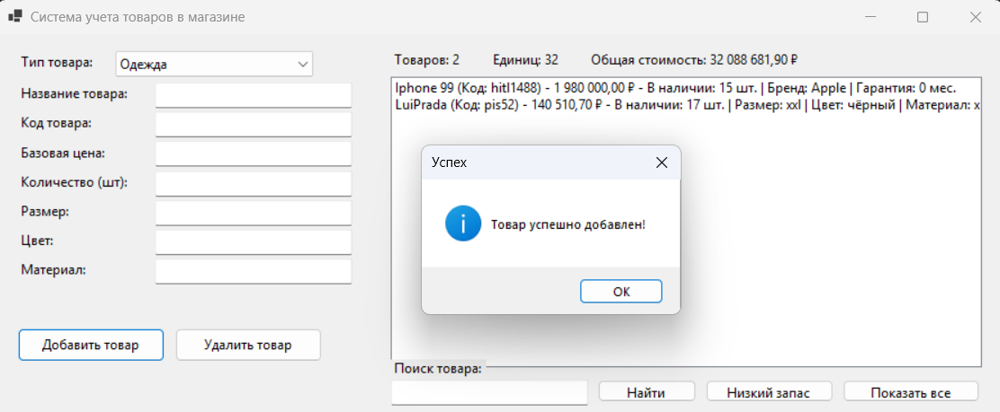 Система учета товаров в магазине
Тип товара: Одежда
Товаров: 2 Единиц: 32 Общая стоимость: 32 088 681,90 ₽
Название товара:
Код товара:
Базовая цена:
Количество (шт):
Размер:
Цвет:
Материал:
Добавить товар Удалить товар
Iphone 99 (Код: hitl1488) - 1 980 000,00 ₽ - В наличии: 15 шт. | Бренд: Apple | Гарантия: 0 мес.
LuiPrada (Код: pis52) - 140 510,70 ₽ - В наличии: 17 шт. | Размер: xxl | Цвет: чёрный | Материал: х
Успех
Товар успешно добавлен!
ОК
Поиск товара:
Найти Низкий запас Показать все